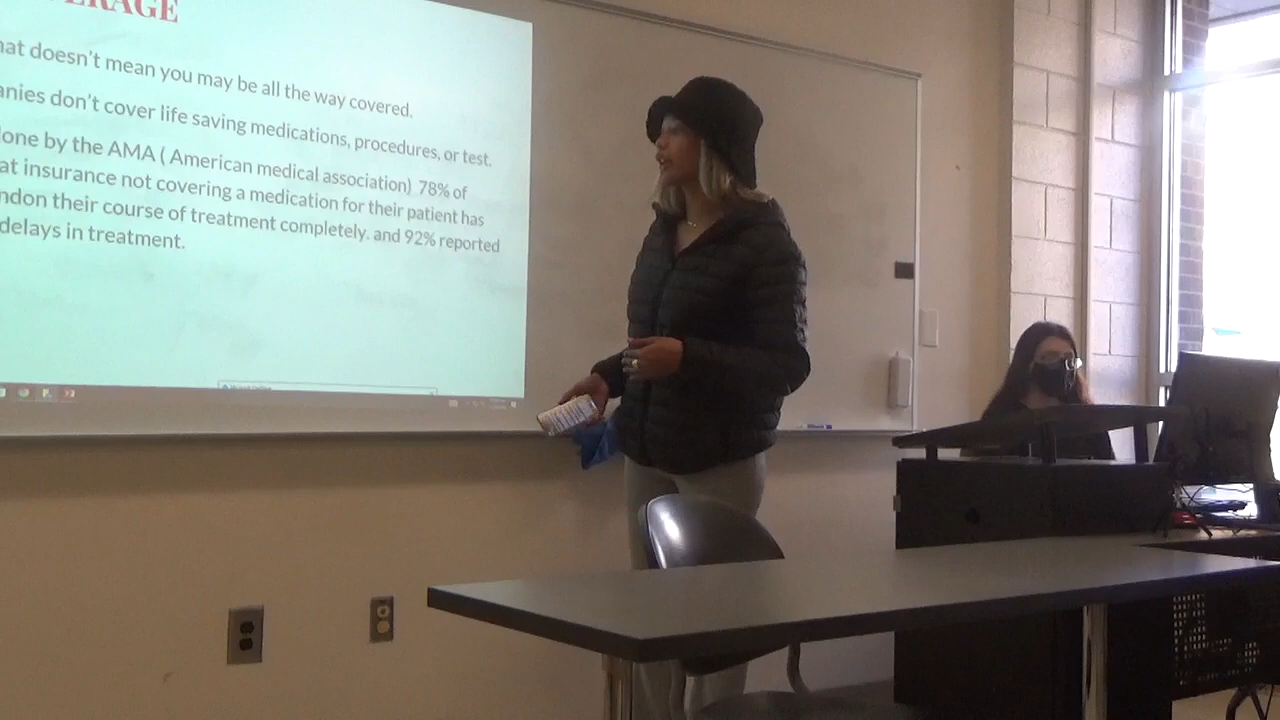 ERAGE
hat doesn't mean you may be all the way covered.
anies don't cover life saving medications, procedures, or test.
lone by the AMA ( American medical association) 78% of
at insurance not covering a medication for their patient has
ndon their course of treatment completely. and 92% reported
delays in treatment.